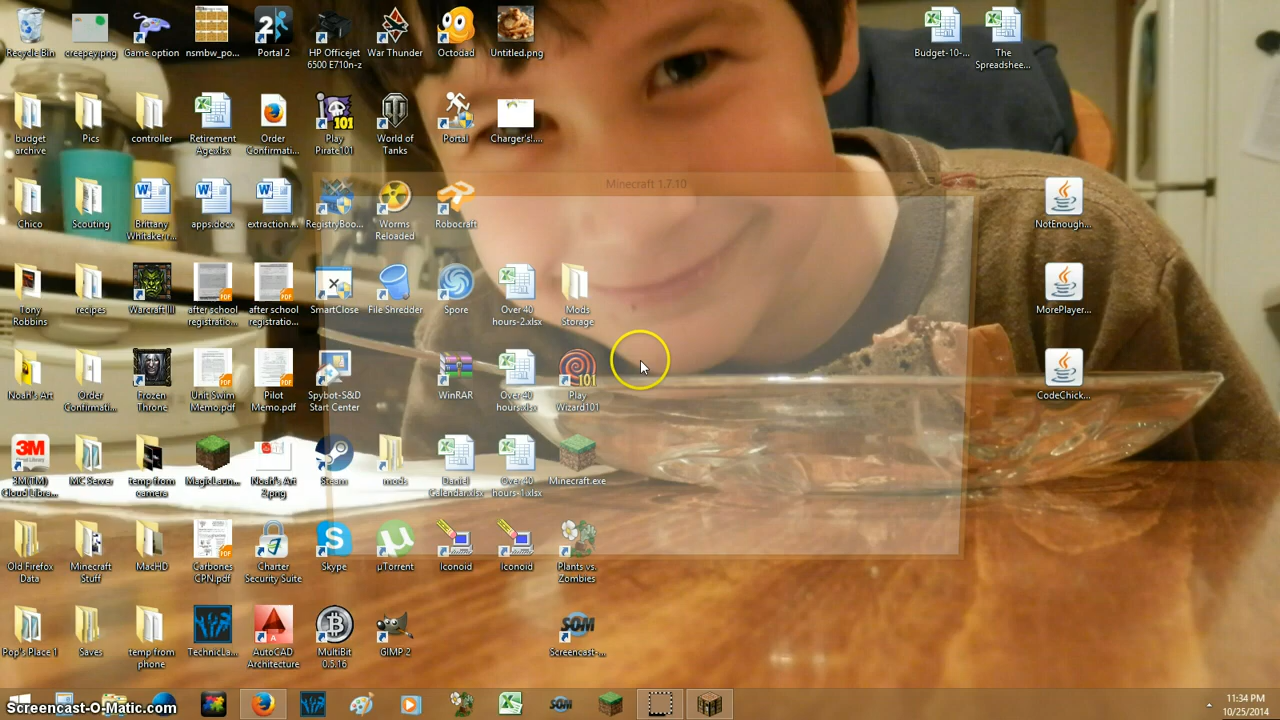 Recycle Bin
creepey.png
Game option
nsmbw_po...
Portal 2
HP Officejet
6500 E710n-z
War Thunder
Octodad
Untitled.png
Budget-10-...
The
Spreadshee...
budget
archive
Pics
controller
Retirement
Age.xlsx
Order
Confirmati...
Play
Pirate101
World of
Tanks
Portal
Charger's!....
Minecraft 1.7.10
Chico
Scouting
Brittany
Whitaker r...
apps.docx
extraction....
RegistryBoo...
Worms
Reloaded
Robocraft
NotEnough...
Tony
Robbins
recipes
Warcraft III
after school
registratio...
after school
registratio...
SmartClose
File Shredder
Spore
Over 40
hours-2.xlsx
Mods
Storage
MorePlayer...
Noah's Art
Order
Confirmati...
Frozen
Throne
Unit Swim
Memo.pdf
Pilot
Memo.pdf
Spybot-S&D
Start Center
WinRAR
Over 40
hours.xlsx
Play
Wizard101
CodeChick...
3M(TM)
Cloud Libra...
MC Server
temp from
camera
MagicLaun...
Noah's Art
2.png
Steam
mods
Daniel
Calendar.xlsx
Over 40
hours-1.xlsx
Minecraft.exe
Old Firefox
Data
Minecraft
Stuff
MacHD
Carbones
CPN.pdf
Charter
Security Suite
Skype
µTorrent
Iconoid
Iconoid
Plants vs.
Zombies
Pop's Place 1
Saves
temp from
phone
TechnicLa...
AutoCAD
Architecture
MultiBit
0.5.16
GIMP 2
SOM
Screencast-...
Screencast-O-Matic.com
SOM
11:34 PM
10/25/2014